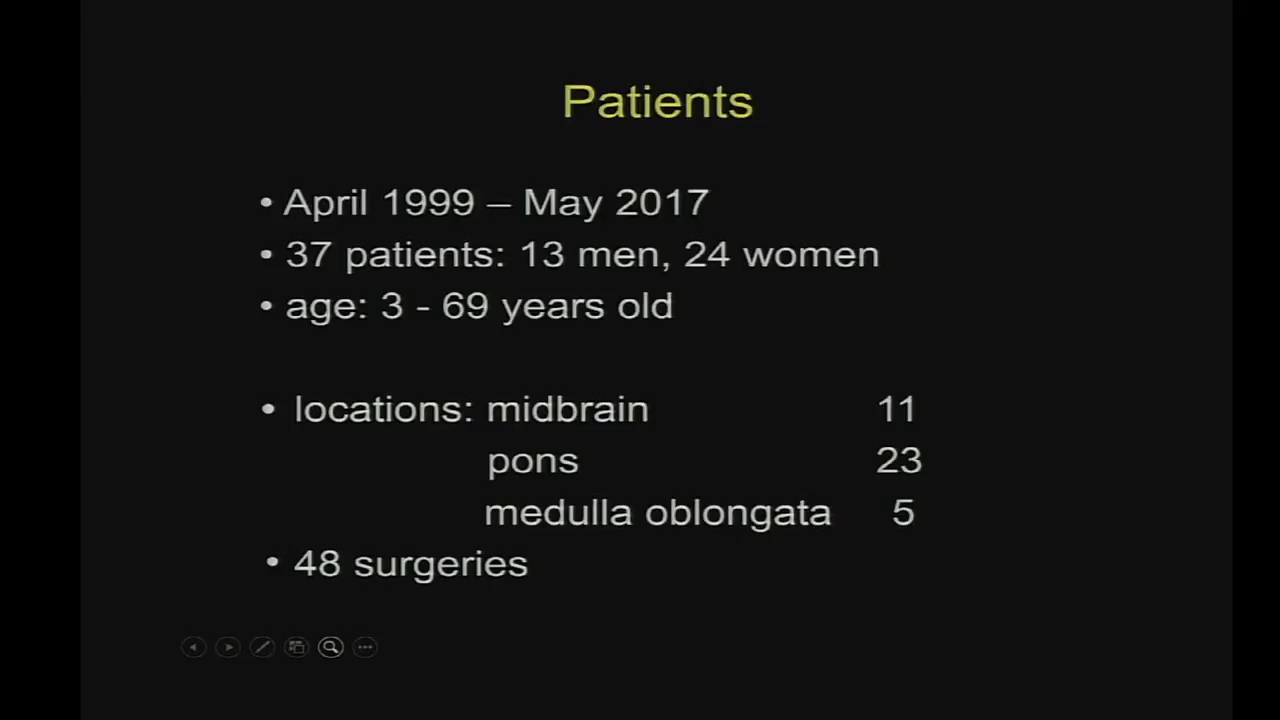 Patients
• April 1999 – May 2017
• 37 patients: 13 men, 24 women
• age: 3 - 69 years old
• locations: midbrain 11
pons 23
medulla oblongata 5
• 48 surgeries